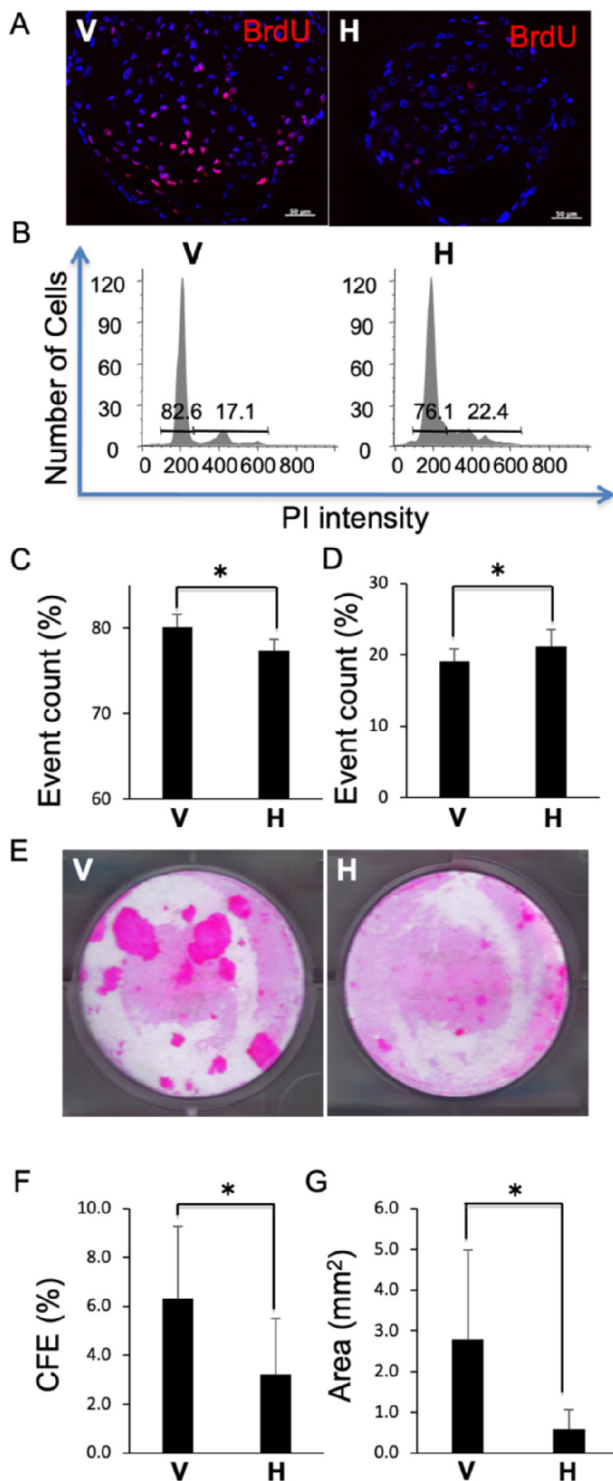 A
V
BrdU
H
BrdU
50 µm
50 µm
B
V
H
Number of Cells
120
90
60
30
0
82.6 17.1
0 200 400 600 800
120
90
60
30
0
76.1 22.4
0 200 400 600 800
PI intensity
C
Event count (%)
80
70
60
*
V H
D
Event count (%)
30
20
10
0
*
V H
E
V
H
F
CFE (%)
10.0
8.0
6.0
4.0
2.0
0.0
*
V H
G
Area (mm²)
6.0
5.0
4.0
3.0
2.0
1.0
0.0
*
V H